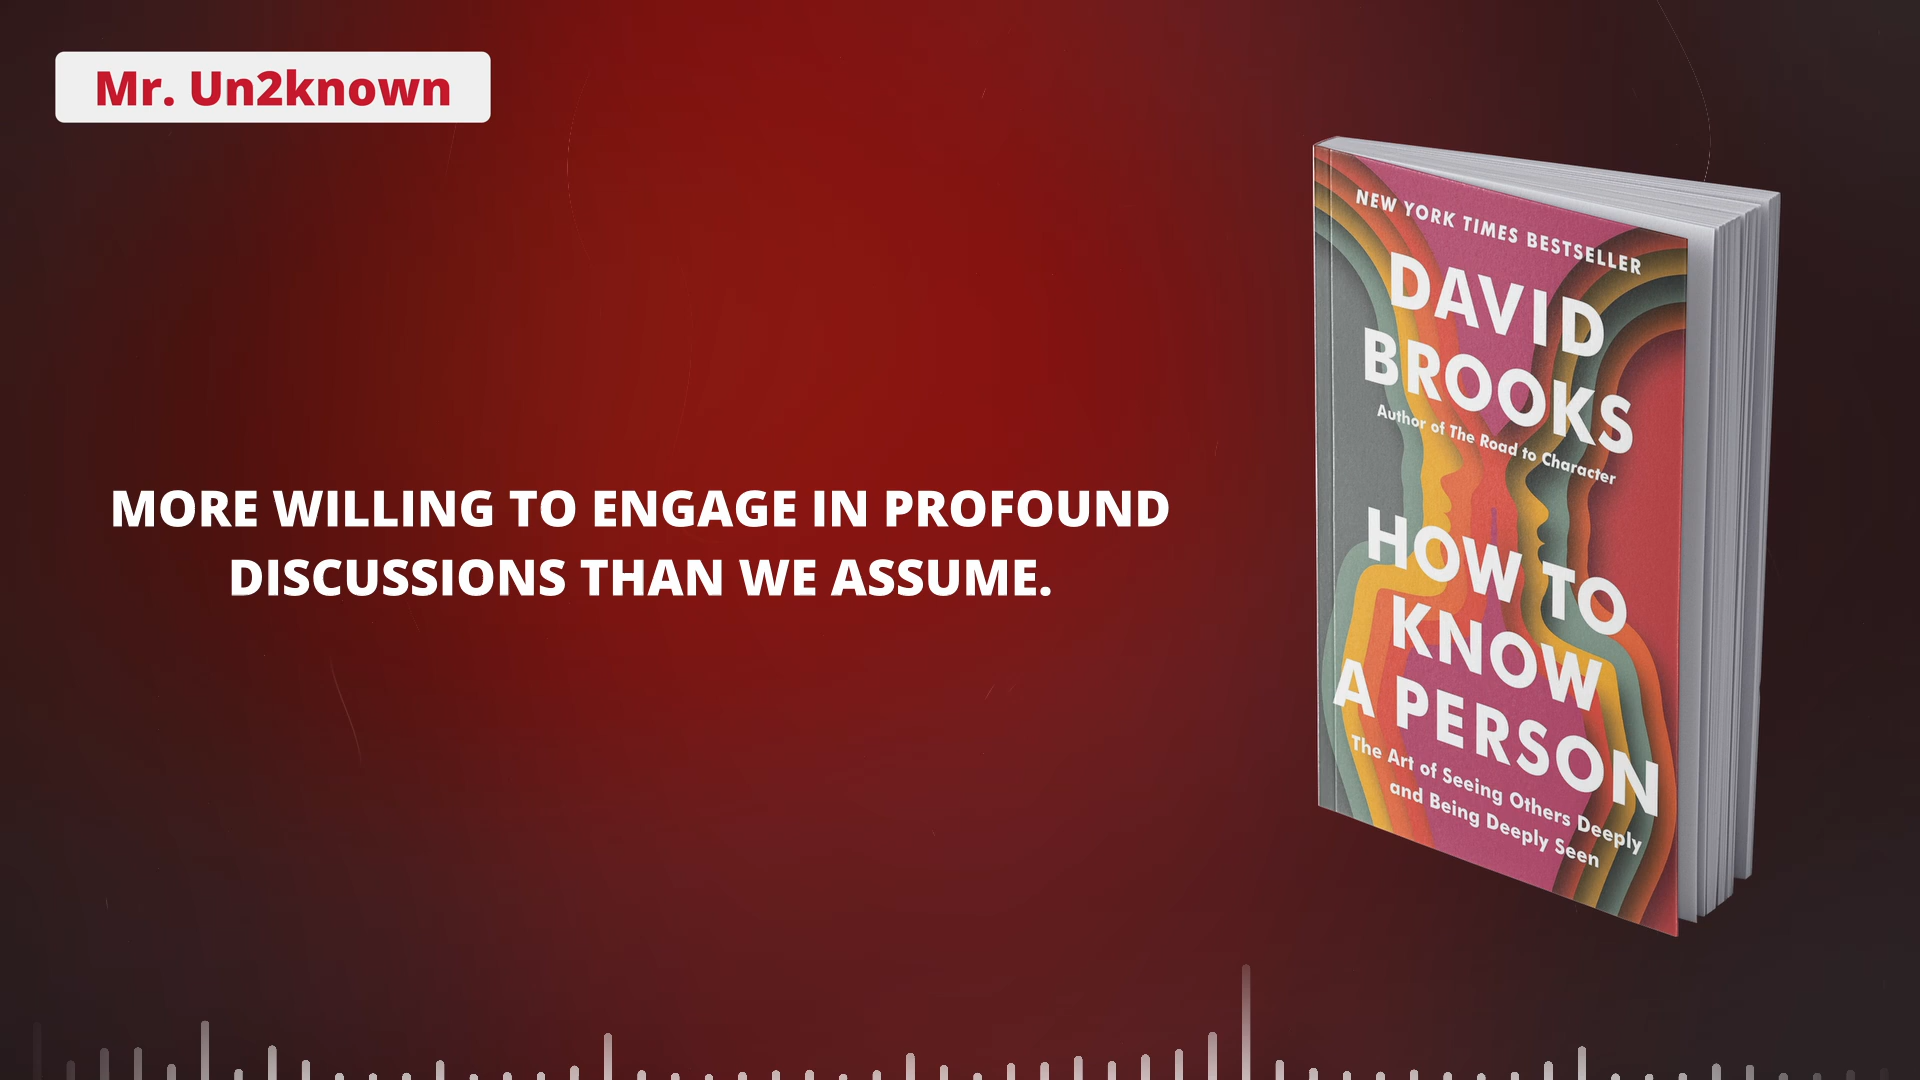 Mr. Un2known
MORE WILLING TO ENGAGE IN PROFOUND
DISCUSSIONS THAN WE ASSUME.
NEW YORK TIMES BESTSELLER
DAVID
BROOKS
Author of The Road to Character
HOW TO
KNOW
A PERSON
The Art of Seeing Others Deeply
and Being Deeply Seen